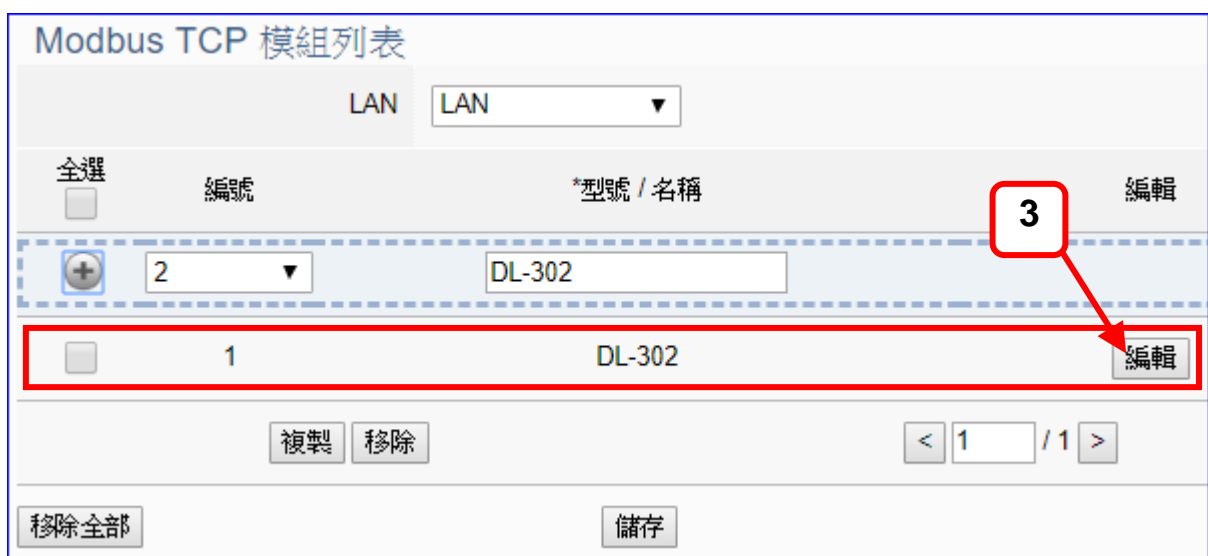 Modbus TCP 模組列表
LAN LAN ▼
全選 編號 *型號 / 名稱 編輯
3
2 ▼ DL-302
1 DL-302 編輯
複製 移除 < 1 / 1 >
移除全部 儲存